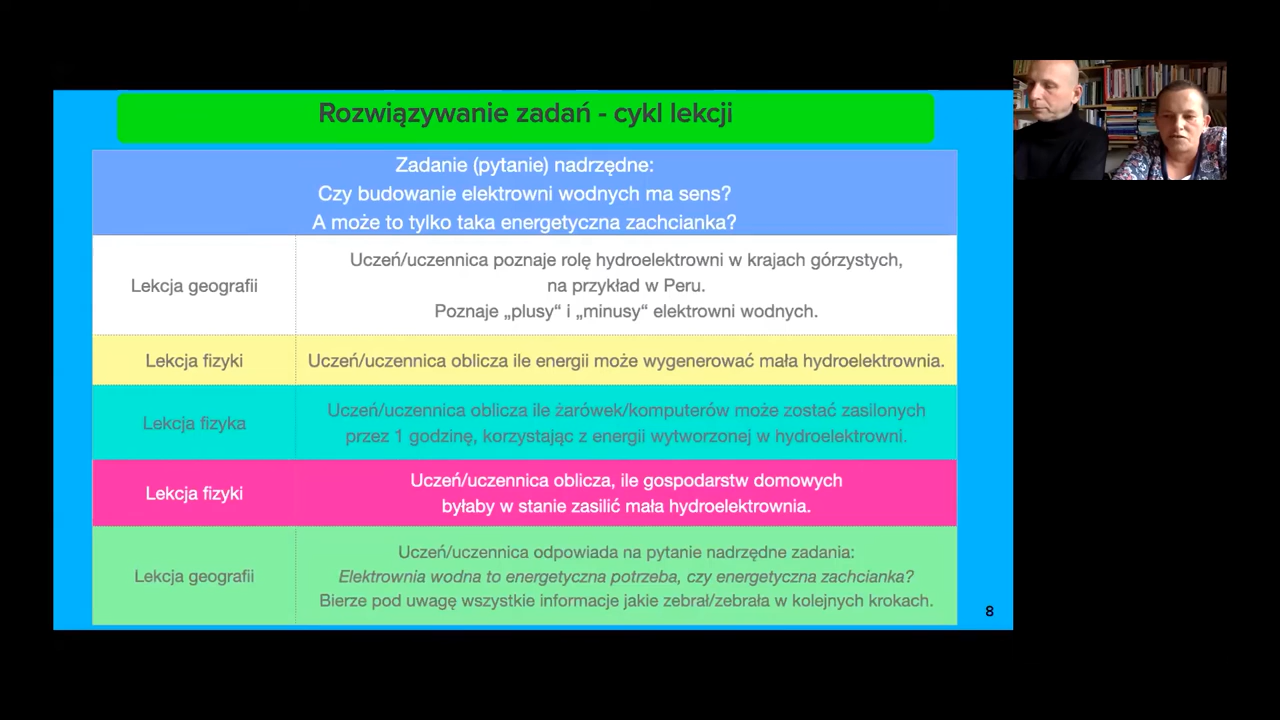 Rozwiązywanie zadań - cykl lekcji
Zadanie (pytanie) nadrzędne:
Czy budowanie elektrowni wodnych ma sens?
A może to tylko taka energetyczna zachcianka?
Lekcja geografii
Uczeń/uczennica poznaje rolę hydroelektrowni w krajach górzystych,
na przykład w Peru.
Poznaje „plusy“ i „minusy“ elektrowni wodnych.
Lekcja fizyki
Uczeń/uczennica oblicza ile energii może wygenerować mała hydroelektrownia.
Lekcja fizyka
Uczeń/uczennica oblicza ile żarówek/komputerów może zostać zasilonych
przez 1 godzinę, korzystając z energii wytworzonej w hydroelektrowni.
Lekcja fizyki
Uczeń/uczennica oblicza, ile gospodarstw domowych
byłaby w stanie zasilić mała hydroelektrownia.
Lekcja geografii
Uczeń/uczennica odpowiada na pytanie nadrzędne zadania:
Elektrownia wodna to energetyczna potrzeba, czy energetyczna zachcianka?
Bierze pod uwagę wszystkie informacje jakie zebrał/zebrała w kolejnych krokach.
8